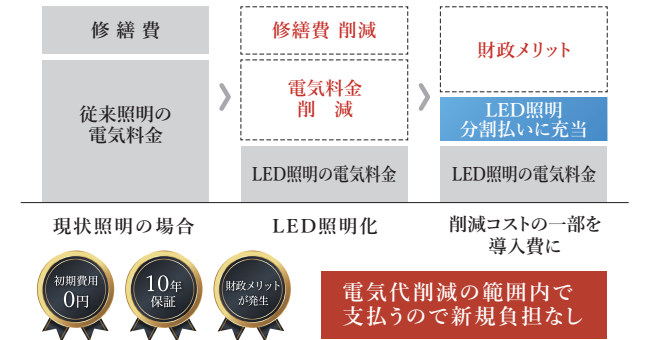 修繕費
従来照明の
電気料金
現状照明の場合
修繕費 削減
電気料金
削　減
LED照明の電気料金
LED照明化
財政メリット
LED照明
分割払いに充当
LED照明の電気料金
削減コストの一部を
導入費に
初期費用
0円
10年
保証
財政メリット
が発生
電気代削減の範囲内で
支払うので新規負担なし